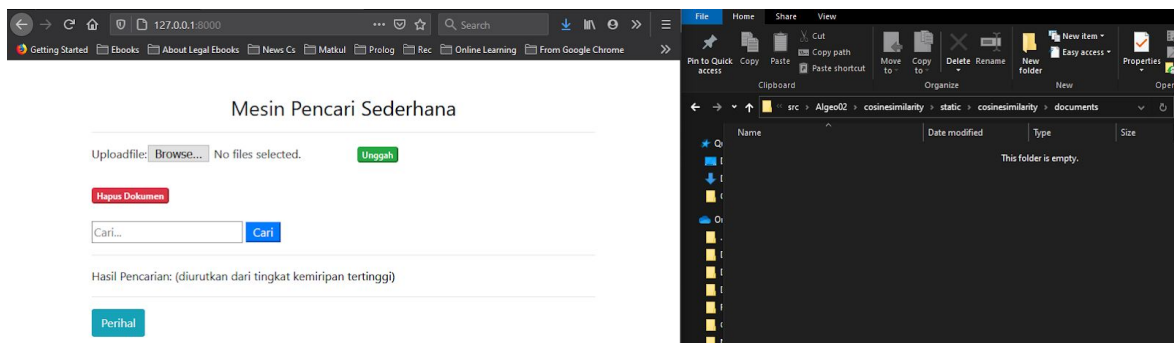 127.0.0.1:8000
Search
Getting Started Ebooks About Legal Ebooks News Cs Matkul Prolog Rec Online Learning From Google Chrome
Mesin Pencari Sederhana
Uploadfile: Browse... No files selected. Unggah
Hapus Dokumen
Cari... Cari
Hasil Pencarian: (diurutkan dari tingkat kemiripan tertinggi)
Perihal
File Home Share View
Pin to Quick access
Copy
Paste
Cut
Copy path
Paste shortcut
Move to
Copy to
Delete
Rename
New folder
New item
Easy access
Properties
Clipboard Organize New
src > Algeo02 > cosinesimilarity > static > cosinesimilarity > documents
Name Date modified Type Size
This folder is empty.